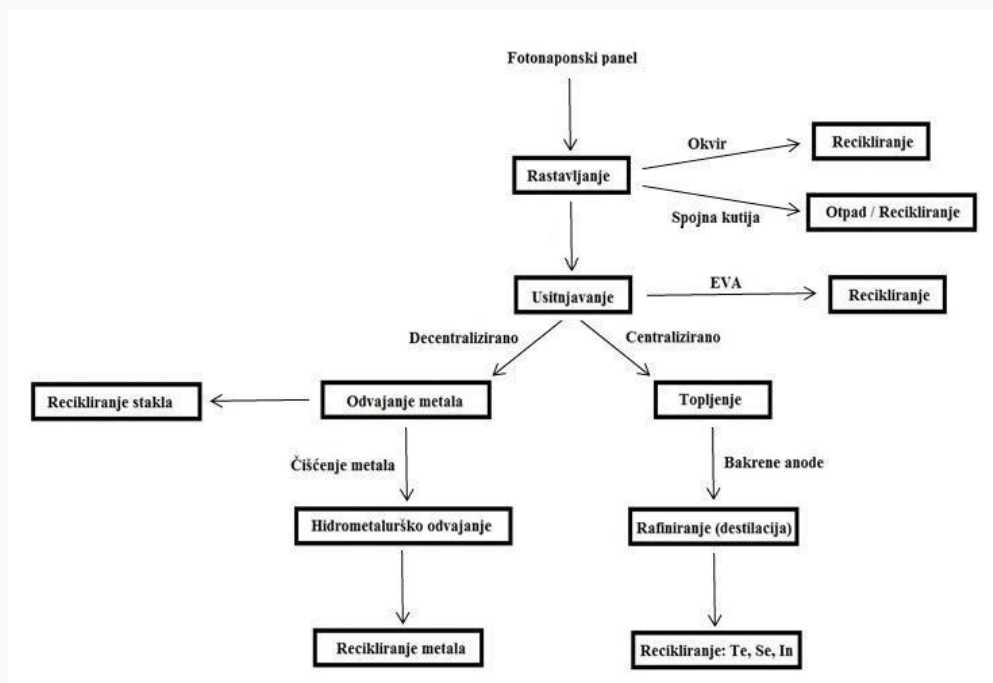 Fotonaponski panel
Okvir
Recikliranje
Rastavljanje
Spojna kutija
Otpad / Recikliranje
EVA
Usitnjavanje
Recikliranje
Decentralizirano
Centralizirano
Recikliranje stakla
Odvajanje metala
Topljenje
Čišćenje metala
Bakrene anode
Hidrometalurško odvajanje
Rafiniranje (destilacija)
Recikliranje metala
Recikliranje: Te, Se, In